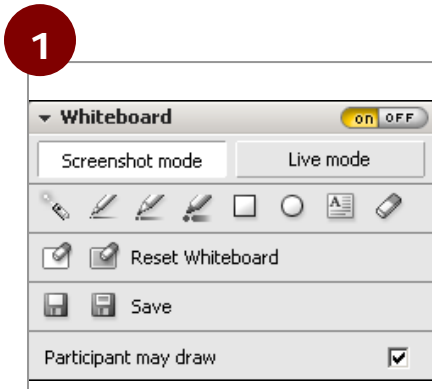 1
Whiteboard on OFF
Screenshot mode Live mode
A
Reset Whiteboard
Save
Participant may draw